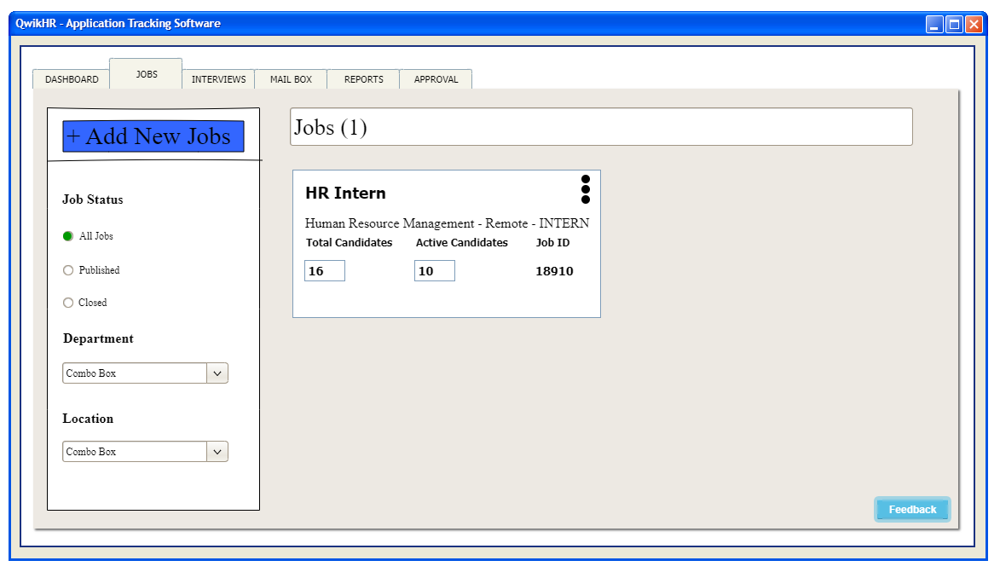 QwikHR - Application Tracking Software
DASHBOARD
JOBS
INTERVIEWS
MAIL BOX
REPORTS
APPROVAL
+ Add New Jobs
Job Status
All Jobs
Published
Closed
Department
Combo Box
Location
Combo Box
Jobs (1)
HR Intern
Human Resource Management - Remote - INTERN
Total Candidates Active Candidates Job ID
16 10 18910
Feedback